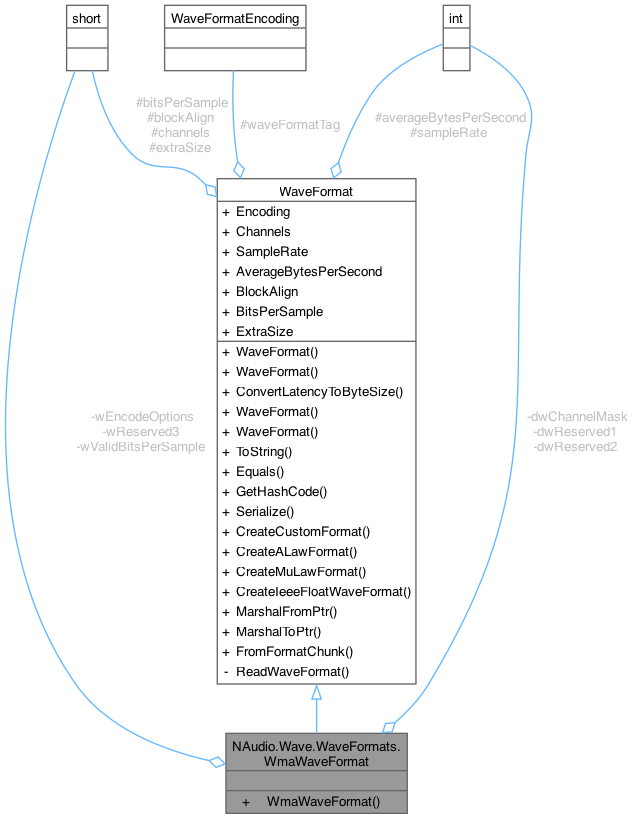 short
WaveFormatEncoding
int
#bitsPerSample
#blockAlign
#channels
#extraSize
#waveFormatTag
#averageBytesPerSecond
#sampleRate
WaveFormat
+ Encoding
+ Channels
+ SampleRate
+ AverageBytesPerSecond
+ BlockAlign
+ BitsPerSample
+ ExtraSize
+ WaveFormat()
+ WaveFormat()
+ ConvertLatencyToByteSize()
+ WaveFormat()
+ WaveFormat()
+ ToString()
+ Equals()
+ GetHashCode()
+ Serialize()
+ CreateCustomFormat()
+ CreateALawFormat()
+ CreateMuLawFormat()
+ CreateIeeeFloatWaveFormat()
+ MarshalFromPtr()
+ MarshalToPtr()
+ FromFormatChunk()
- ReadWaveFormat()
-wEncodeOptions
-wReserved3
-wValidBitsPerSample
-dwChannelMask
-dwReserved1
-dwReserved2
NAudio.Wave.WaveFormats.
WmaWaveFormat
+ WmaWaveFormat()